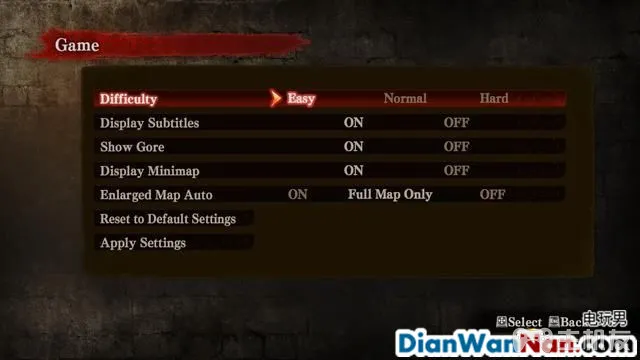 Game
Difficulty Easy Normal Hard
Display Subtitles ON OFF
Show Gore ON OFF
Display Minimap ON OFF
Enlarged Map Auto ON Full Map Only OFF
Reset to Default Settings
Apply Settings
Select Back
电玩男
DianWanNan.com